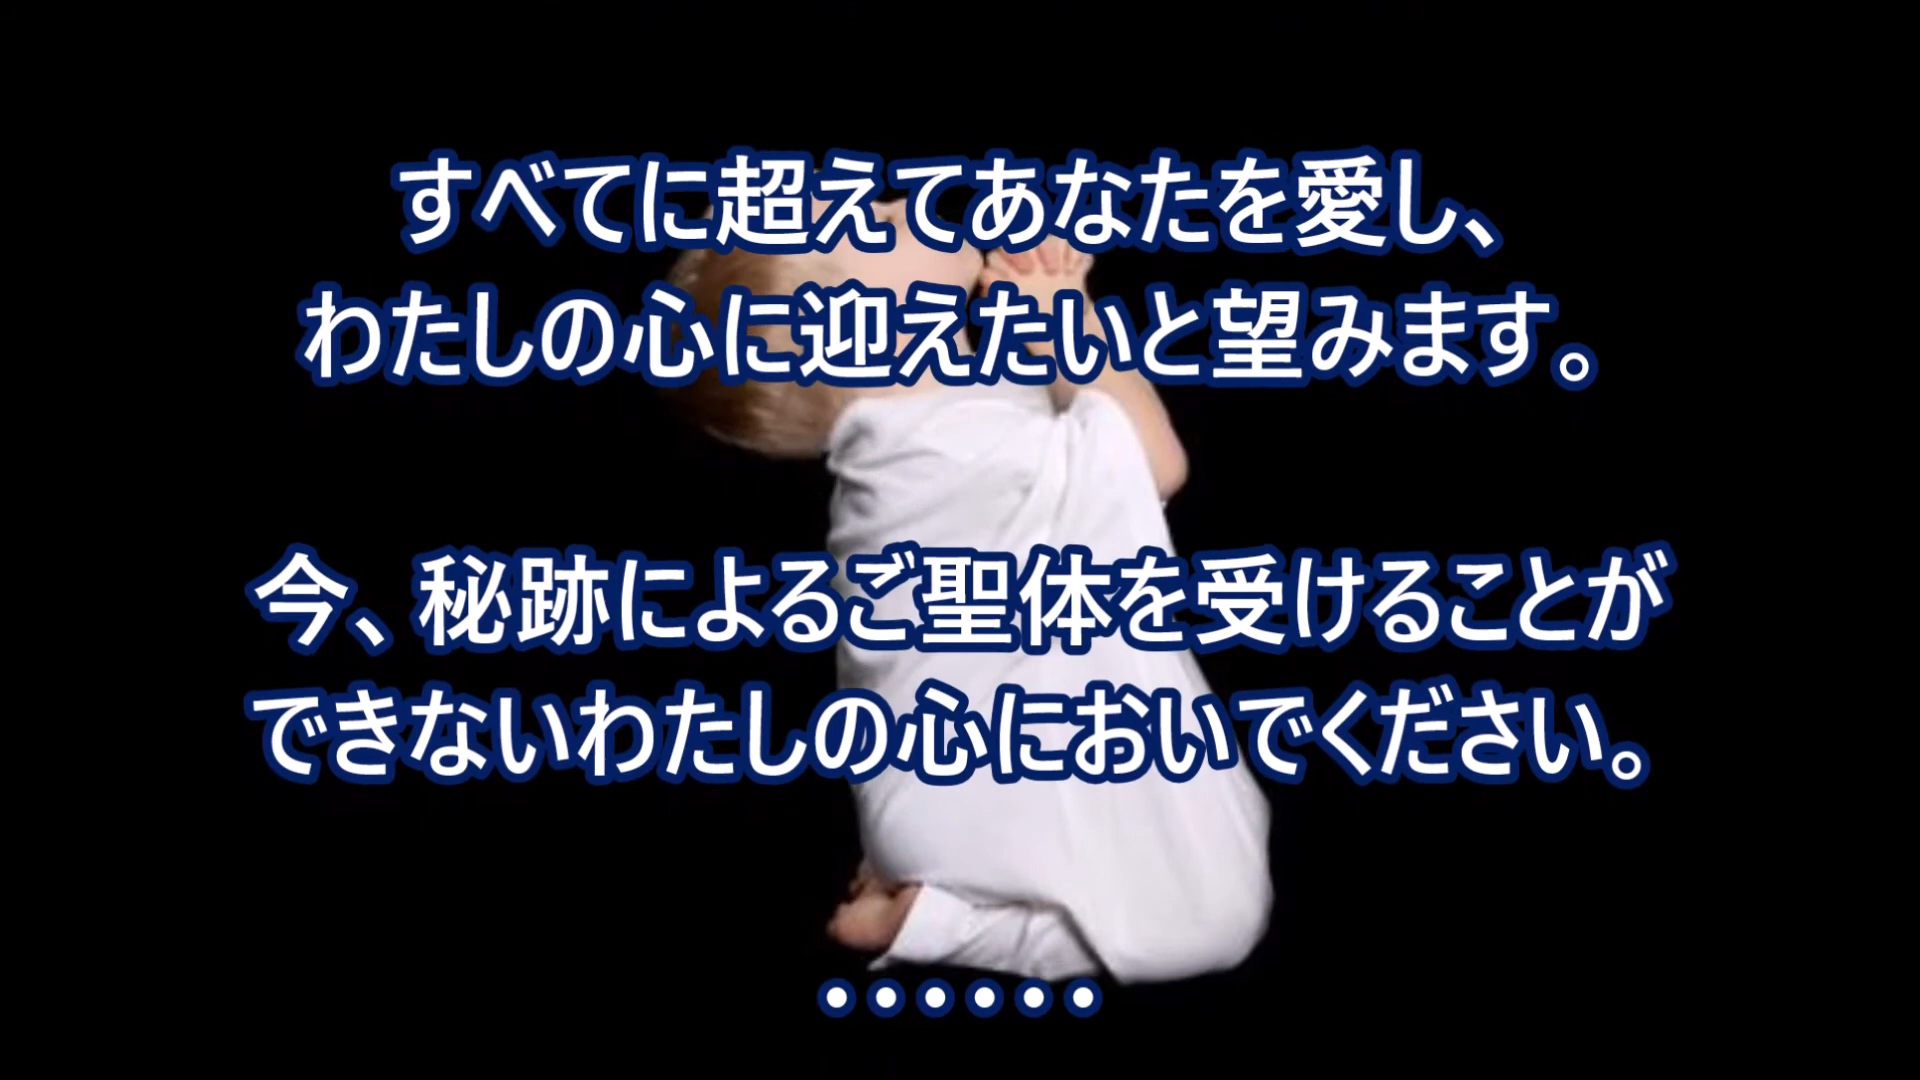 すべてに超えてあなたを愛し、
わたしの心に迎えたいと望みます。
今、秘跡によるご聖体を受けることが
できないわたしの心においでください。
••••••